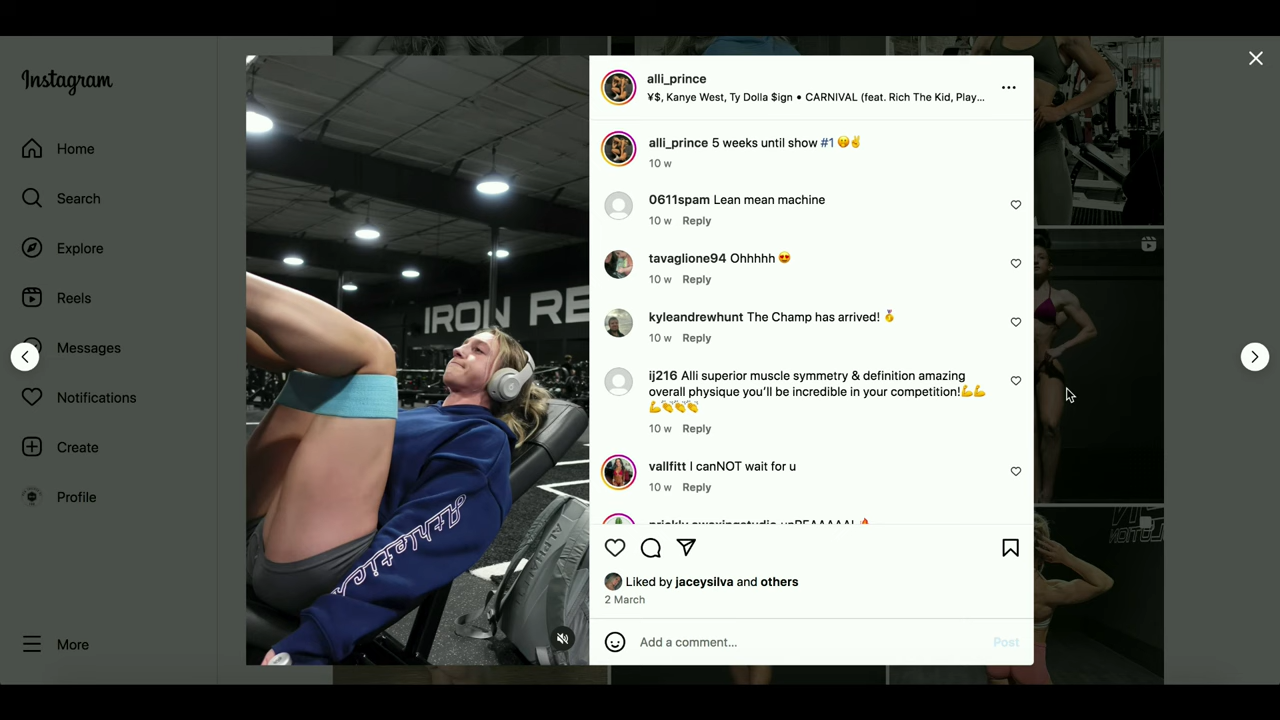 Instagram
Home
Search
Explore
Reels
Messages
Notifications
Create
Profile
More
IRON RE
Athletics
alli_prince
¥$, Kanye West, Ty Dolla $ign • CARNIVAL (feat. Rich The Kid, Play...
alli_prince 5 weeks until show #1 🤭✌️
10 w
0611spam Lean mean machine
10 w Reply
tavaglione94 Ohhhhh 😍
10 w Reply
kyleandrewhunt The Champ has arrived! 🥇
10 w Reply
ij216 Alli superior muscle symmetry & definition amazing
overall physique you'll be incredible in your competition!💪💪
💪👏👏👏
10 w Reply
vallfitt I canNOT wait for u
10 w Reply
Liked by jaceysilva and others
2 March
Add a comment...
Post